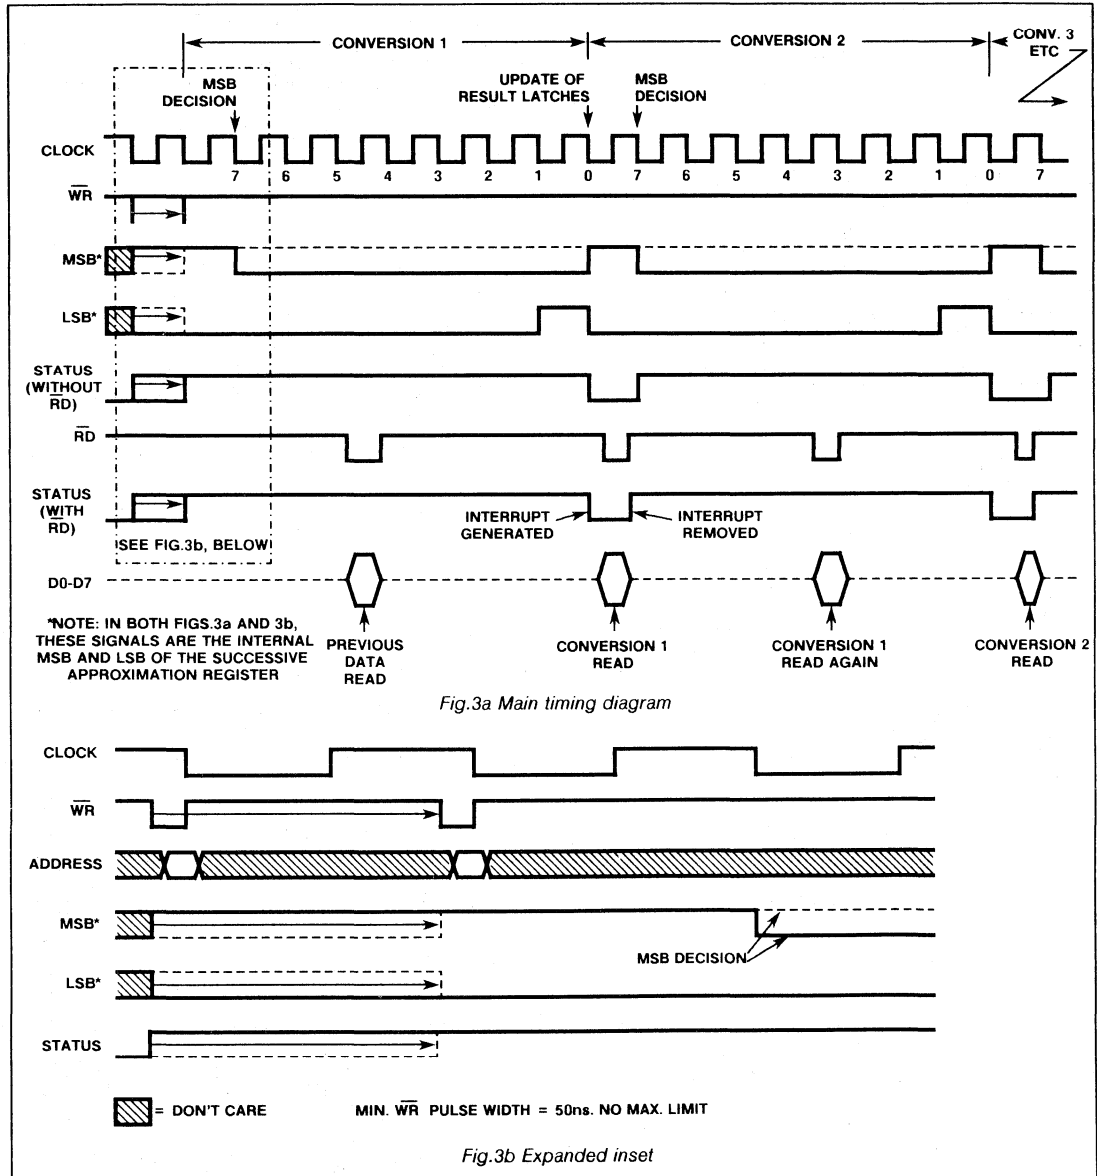 CONVERSION 1
CONVERSION 2
CONV. 3
ETC
MSB
DECISION
UPDATE OF
RESULT LATCHES
MSB
DECISION
CLOCK
7 6 5 4 3 2 1 0 7 6 5 4 3 2 1 0 7
WR
MSB*
LSB*
STATUS
(WITHOUT
RD)
RD
STATUS
(WITH
RD)
INTERRUPT
GENERATED
INTERRUPT
REMOVED
SEE FIG.3b, BELOW
D0-D7
*NOTE: IN BOTH FIGS.3a AND 3b,
THESE SIGNALS ARE THE INTERNAL
MSB AND LSB OF THE SUCCESSIVE
APPROXIMATION REGISTER
PREVIOUS
DATA
READ
CONVERSION 1
READ
CONVERSION 1
READ AGAIN
CONVERSION 2
READ
Fig.3a Main timing diagram
CLOCK
WR
ADDRESS
MSB*
MSB DECISION
LSB*
STATUS
= DON'T CARE
MIN. WR PULSE WIDTH = 50ns. NO MAX. LIMIT
Fig.3b Expanded inset